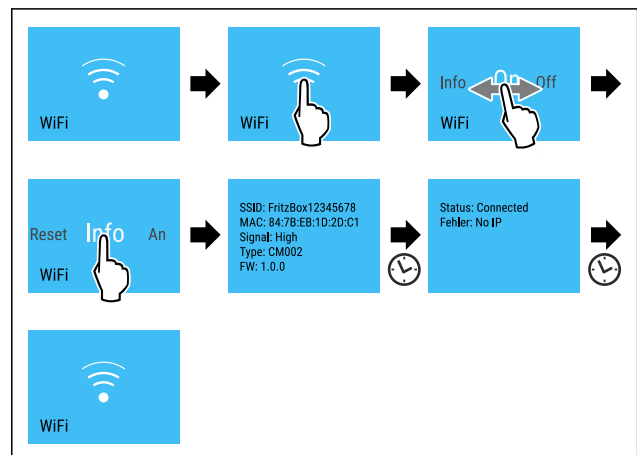 WiFi
WiFi
Info On Off
WiFi
Reset Info An
WiFi
SSID: FritzBox12345678
MAC: 84:7B:EB:1D:2D:C1
Signal: High
Type: CM002
FW: 1.0.0
Status: Connected
Fehler: No IP
WiFi